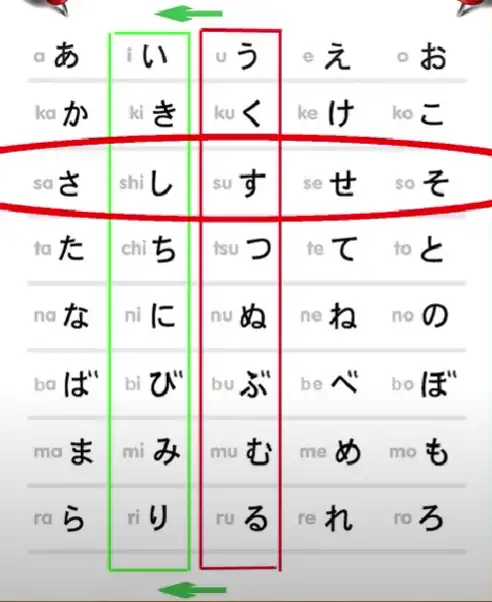 a あ i い u う e え o お
ka か ki き ku く ke け ko こ
sa さ shi し su す se せ so そ
ta た chi ち tsu つ te て to と
na な ni に nu ぬ ne ね no の
ba ば bi び bu ぶ be べ bo ぼ
ma ま mi み mu む me め mo も
ra ら ri り ru る re れ ro ろ